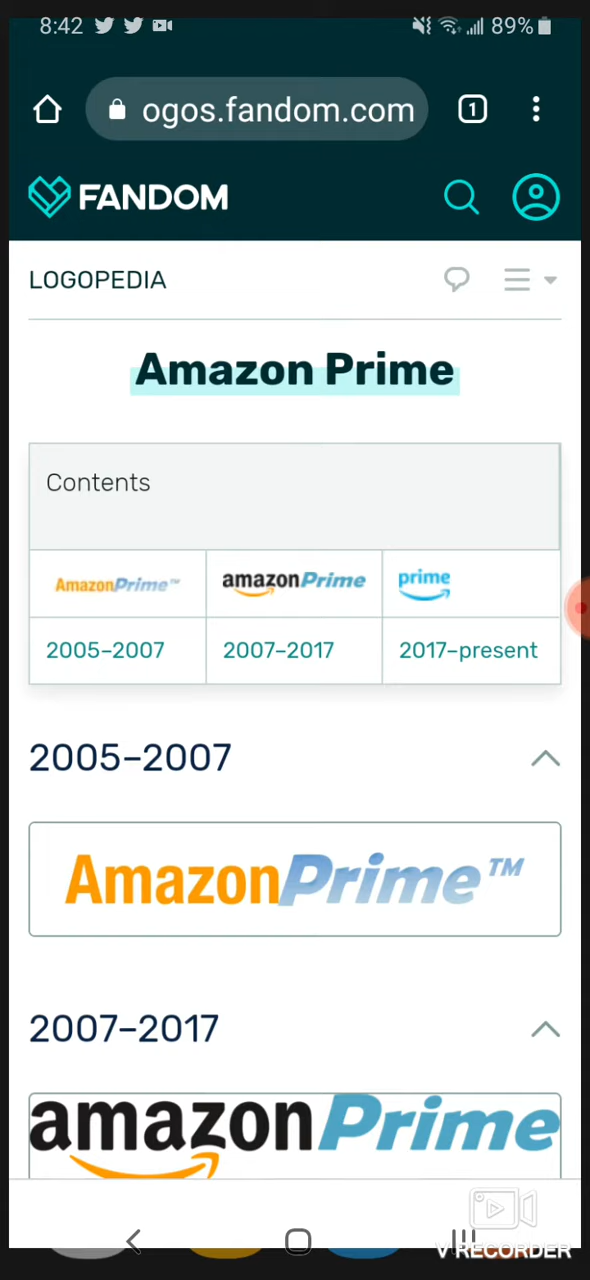 8:42 89%
ogos.fandom.com 1
FANDOM
LOGOPEDIA
Amazon Prime
Contents
AmazonPrime™ amazonPrime prime
2005–2007 2007–2017 2017–present
2005–2007
AmazonPrime™
2007–2017
amazonPrime
V RECORDER